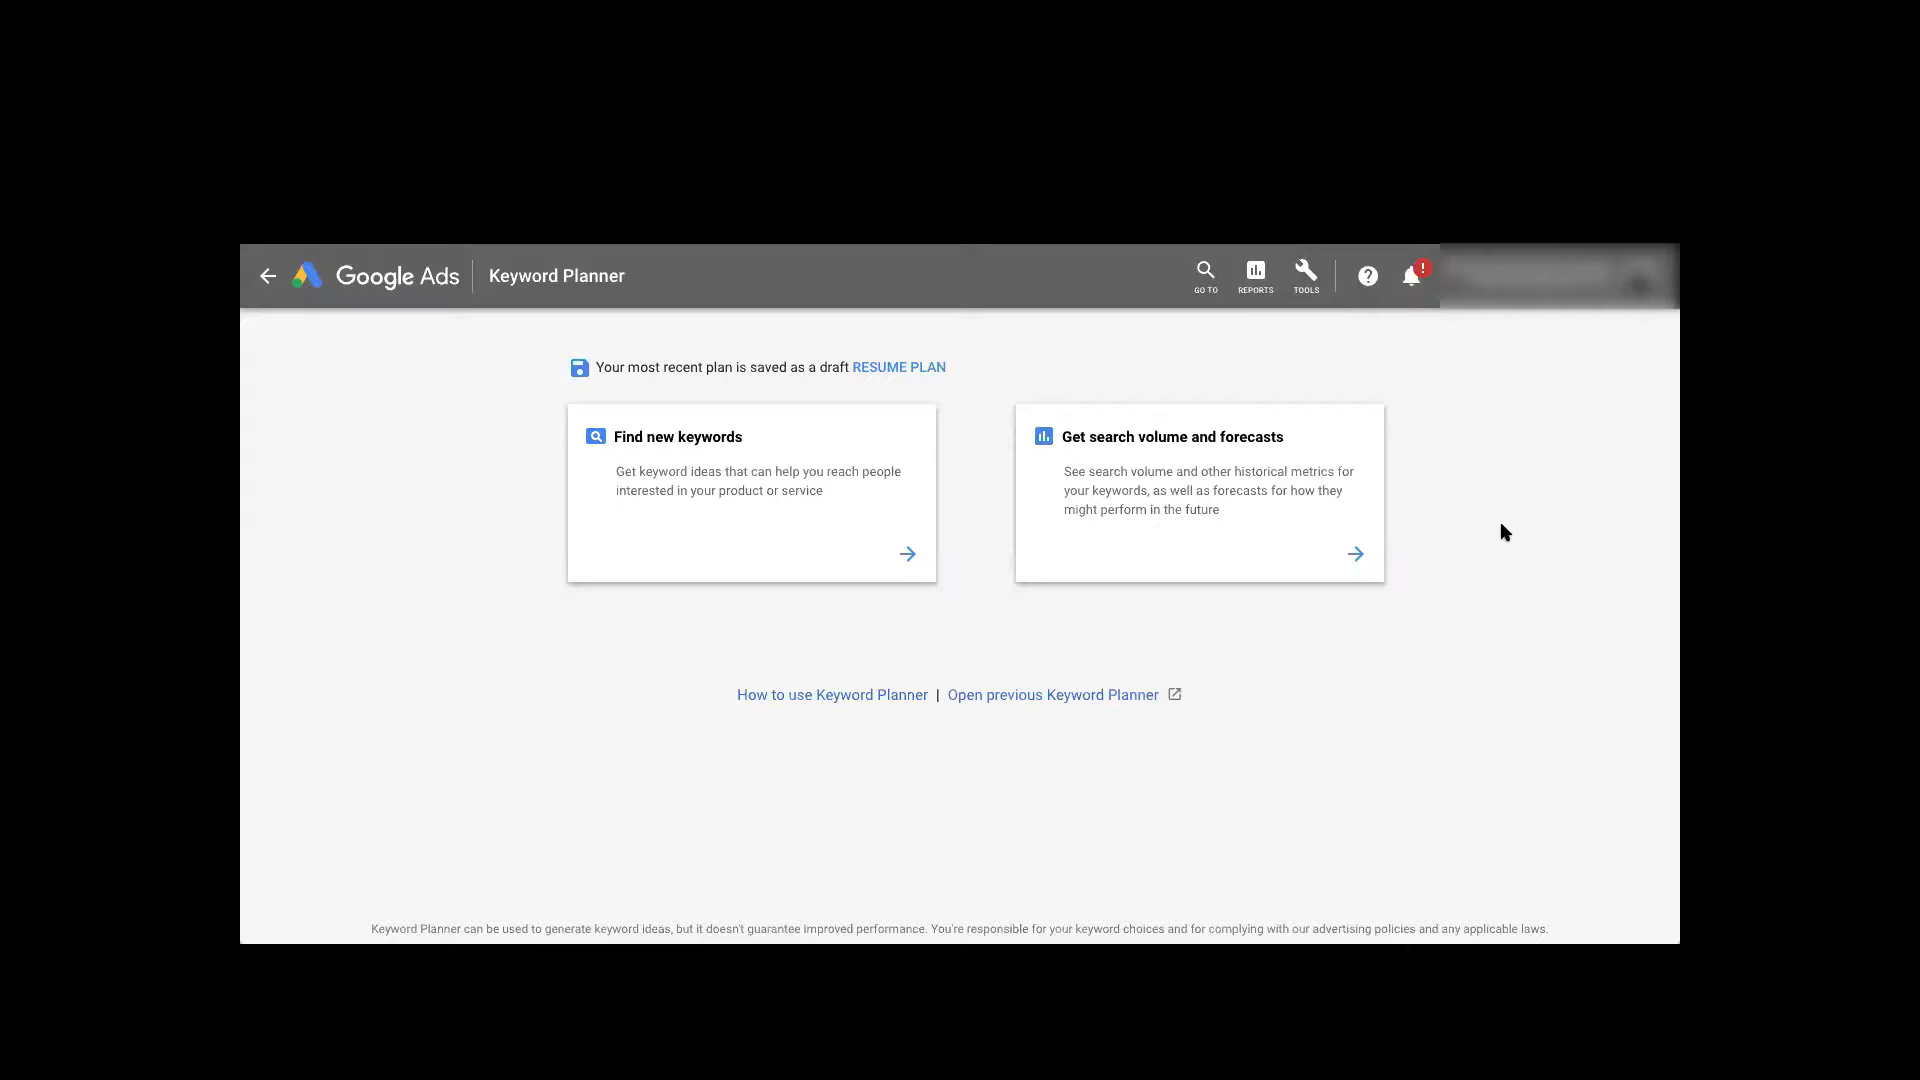 Google Ads
Keyword Planner
GO TO
REPORTS
TOOLS
?
!
Your most recent plan is saved as a draft RESUME PLAN
Find new keywords
Get keyword ideas that can help you reach people
interested in your product or service
Get search volume and forecasts
See search volume and other historical metrics for
your keywords, as well as forecasts for how they
might perform in the future
How to use Keyword Planner | Open previous Keyword Planner
Keyword Planner can be used to generate keyword ideas, but it doesn't guarantee improved performance. You're responsible for your keyword choices and for complying with our advertising policies and any applicable laws.